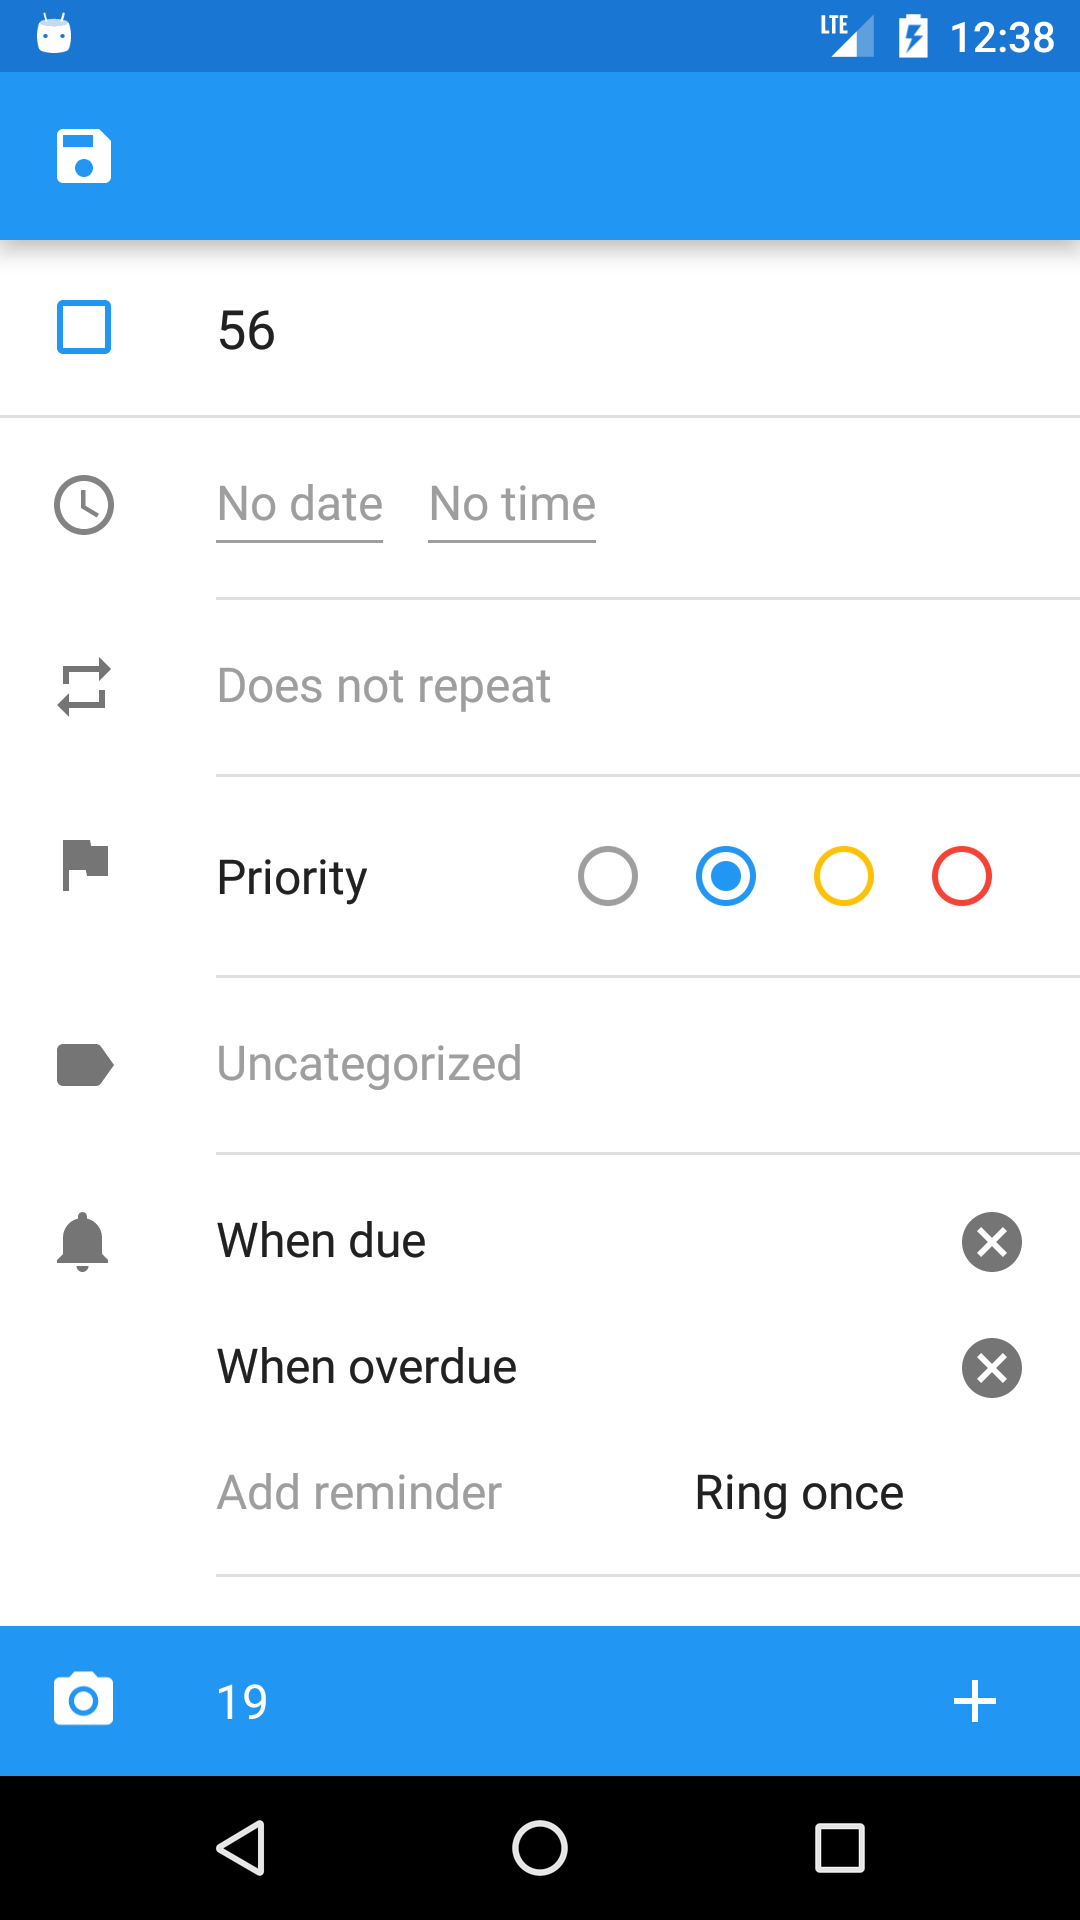 LTE 12:38
56
No date No time
Does not repeat
Priority
Uncategorized
When due
When overdue
Add reminder Ring once
19